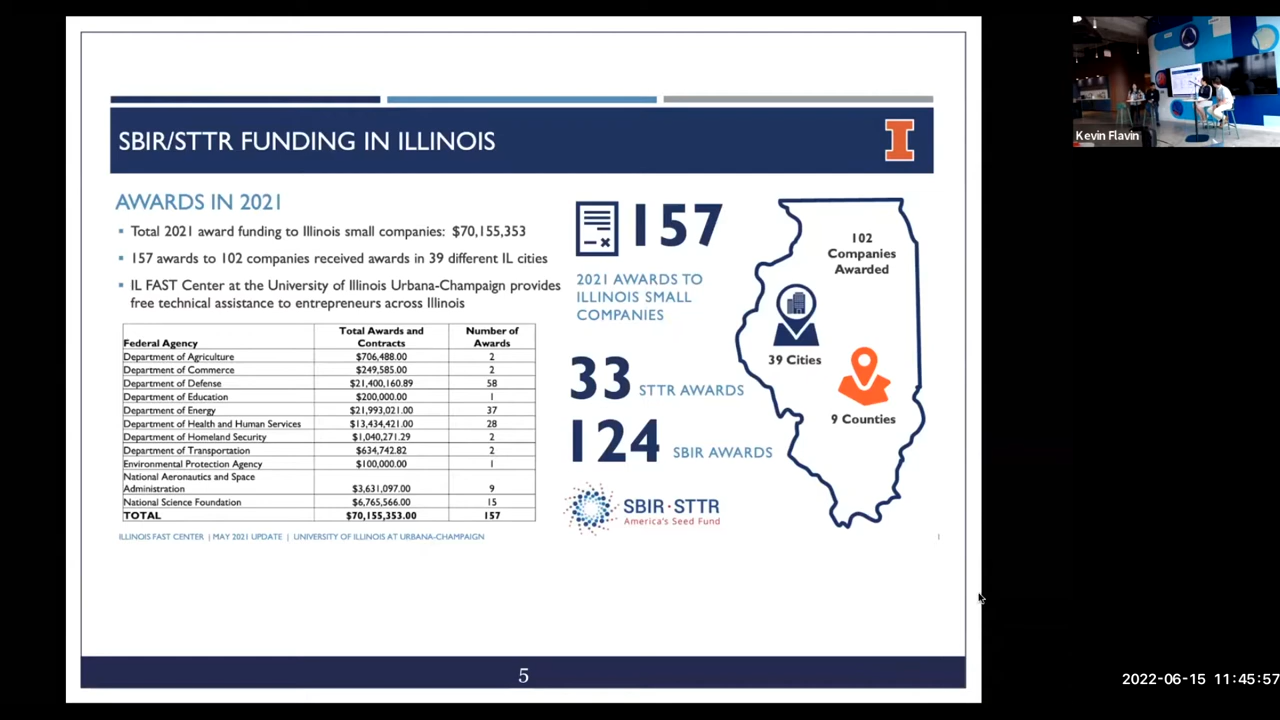 SBIR/STTR FUNDING IN ILLINOIS
I
AWARDS IN 2021
▪ Total 2021 award funding to Illinois small companies: $70,155,353
▪ 157 awards to 102 companies received awards in 39 different IL cities
▪ IL FAST Center at the University of Illinois Urbana-Champaign provides
free technical assistance to entrepreneurs across Illinois
Federal Agency Total Awards and Contracts Number of Awards
Department of Agriculture $706,488.00 2
Department of Commerce $249,585.00 2
Department of Defense $21,400,160.89 58
Department of Education $200,000.00 1
Department of Energy $21,993,021.00 37
Department of Health and Human Services $13,434,421.00 28
Department of Homeland Security $1,040,271.29 2
Department of Transportation $634,742.82 2
Environmental Protection Agency $100,000.00 1
National Aeronautics and Space
Administration $3,631,097.00 9
National Science Foundation $6,765,566.00 15
TOTAL $70,155,353.00 157
ILLINOIS FAST CENTER | MAY 2021 UPDATE | UNIVERSITY OF ILLINOIS AT URBANA-CHAMPAIGN
157
2021 AWARDS TO
ILLINOIS SMALL
COMPANIES
33 STTR AWARDS
124 SBIR AWARDS
SBIR·STTR
America's Seed Fund
102
Companies
Awarded
39 Cities
9 Counties
1
5
Kevin Flavin
2022-06-15 11:45:57